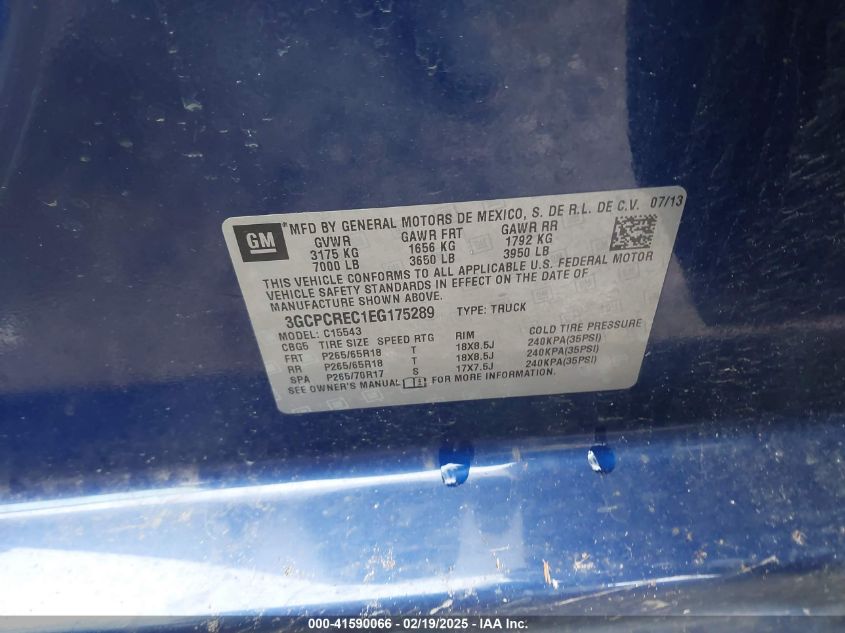 GM
MFD BY GENERAL MOTORS DE MEXICO, S. DE R.L. DE C.V. 07/13
GVWR GAWR FRT GAWR RR
3175 KG 1656 KG 1792 KG
7000 LB 3650 LB 3950 LB
THIS VEHICLE CONFORMS TO ALL APPLICABLE U.S. FEDERAL MOTOR
VEHICLE SAFETY STANDARDS IN EFFECT ON THE DATE OF
MANUFACTURE SHOWN ABOVE.
3GCPCREC1EG175289 TYPE: TRUCK
MODEL: C15543
CBG5 TIRE SIZE SPEED RTG RIM COLD TIRE PRESSURE
FRT P265/65R18 T 18X8.5J 240KPA(35PSI)
RR P265/65R18 T 18X8.5J 240KPA(35PSI)
SPA P265/70R17 S 17X7.5J 240KPA(35PSI)
SEE OWNER'S MANUAL FOR MORE INFORMATION.
000-41590066 - 02/19/2025 - IAA Inc.